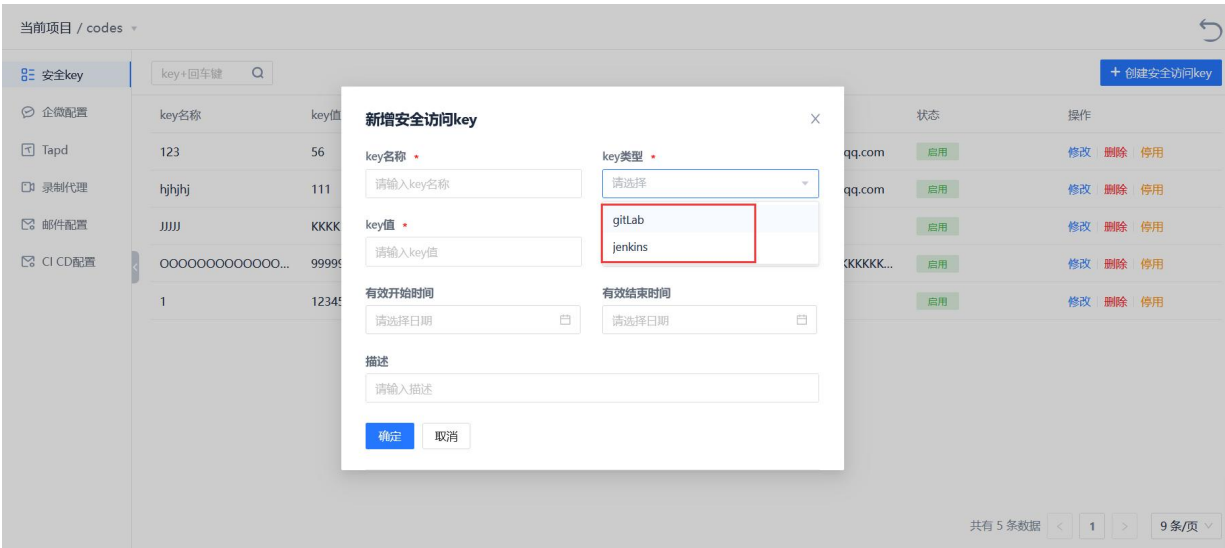 当前项目 / codes
安全key
企微配置
Tapd
录制代理
邮件配置
CI CD配置
key+回车键
+ 创建安全访问key
key名称 key值 状态 操作
123 56 qq.com 启用 修改 删除 停用
hjhjhj 111 qq.com 启用 修改 删除 停用
JJJJJ KKKK 启用 修改 删除 停用
OOOOOOOOOOOOO... 99999 KKKKKK... 启用 修改 删除 停用
1 12345 启用 修改 删除 停用
新增安全访问key
key名称 *
请输入key名称
key类型 *
请选择
gitLab
jenkins
key值 *
请输入key值
有效开始时间
请选择日期
有效结束时间
请选择日期
描述
请输入描述
确定 取消
共有 5 条数据 < 1 > 9 条/页